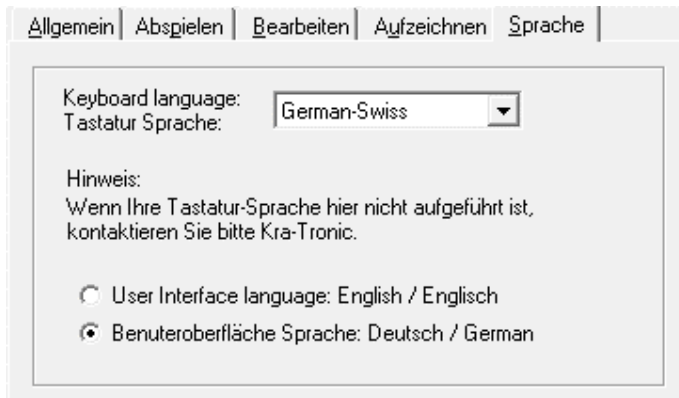 Allgemein Abspielen Bearbeiten Aufzeichnen Sprache
Keyboard language:
Tastatur Sprache:
German-Swiss
Hinweis:
Wenn Ihre Tastatur-Sprache hier nicht aufgeführt ist,
kontaktieren Sie bitte Kra-Tronic.
User Interface language: English / Englisch
Benuteroberfläche Sprache: Deutsch / German